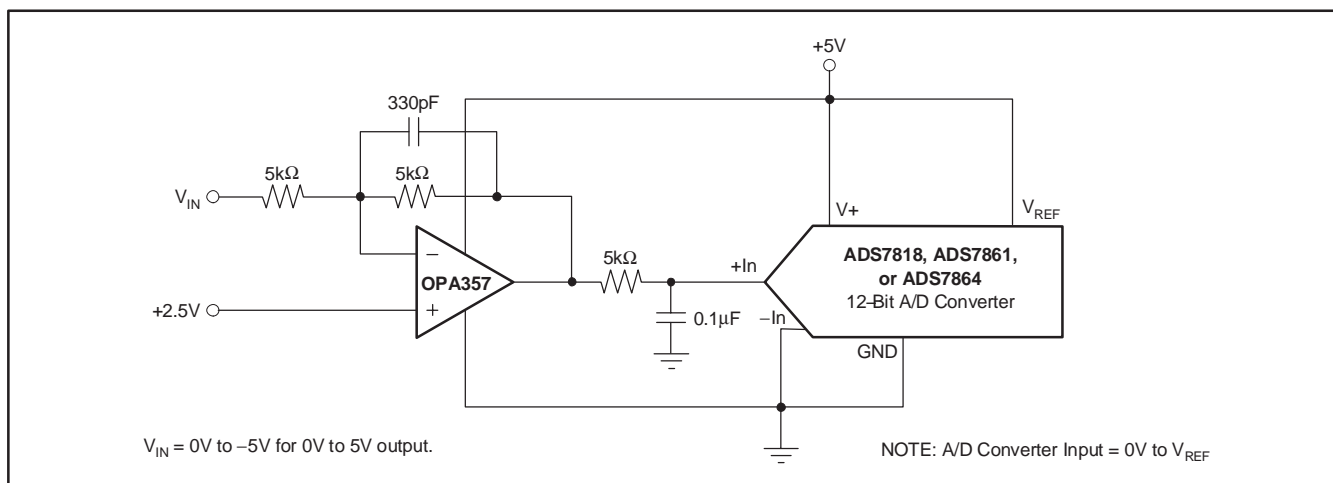 +5V
330pF
5kΩ
5kΩ
V_IN
V+
V_REF
−
OPA357
5kΩ
+In
ADS7818, ADS7861,
or ADS7864
12–Bit A/D Converter
+2.5V
+
0.1μF
−In
GND
V_IN = 0V to −5V for 0V to 5V output.
NOTE: A/D Converter Input = 0V to V_REF